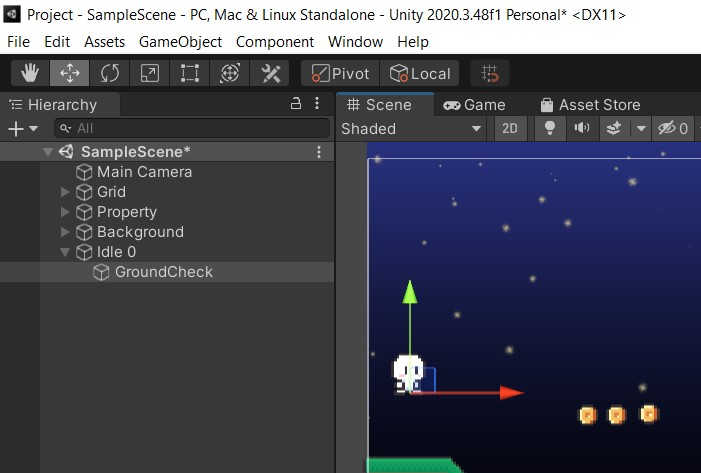 Project - SampleScene - PC, Mac & Linux Standalone - Unity 2020.3.48f1 Personal* <DX11>
File Edit Assets GameObject Component Window Help
Pivot Local
Hierarchy
Scene Game Asset Store
All
Shaded 2D 0
SampleScene*
Main Camera
Grid
Property
Background
Idle 0
GroundCheck